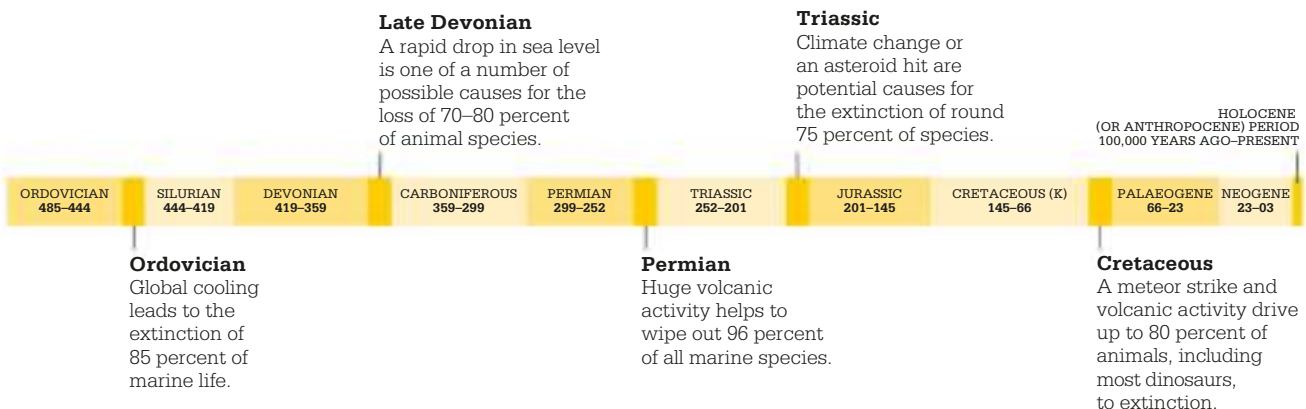 Late Devonian
A rapid drop in sea level
is one of a number of
possible causes for the
loss of 70–80 percent
of animal species.
Triassic
Climate change or
an asteroid hit are
potential causes for
the extinction of round
75 percent of species.
HOLOCENE
(OR ANTHROPOCENE) PERIOD
100,000 YEARS AGO–PRESENT
ORDOVICIAN
485–444
SILURIAN
444–419
DEVONIAN
419–359
CARBONIFEROUS
359–299
PERMIAN
299–252
TRIASSIC
252–201
JURASSIC
201–145
CRETACEOUS (K)
145–66
PALAEOGENE
66–23
NEOGENE
23–03
Ordovician
Global cooling
leads to the
extinction of
85 percent of
marine life.
Permian
Huge volcanic
activity helps to
wipe out 96 percent
of all marine species.
Cretaceous
A meteor strike and
volcanic activity drive
up to 80 percent of
animals, including
most dinosaurs,
to extinction.